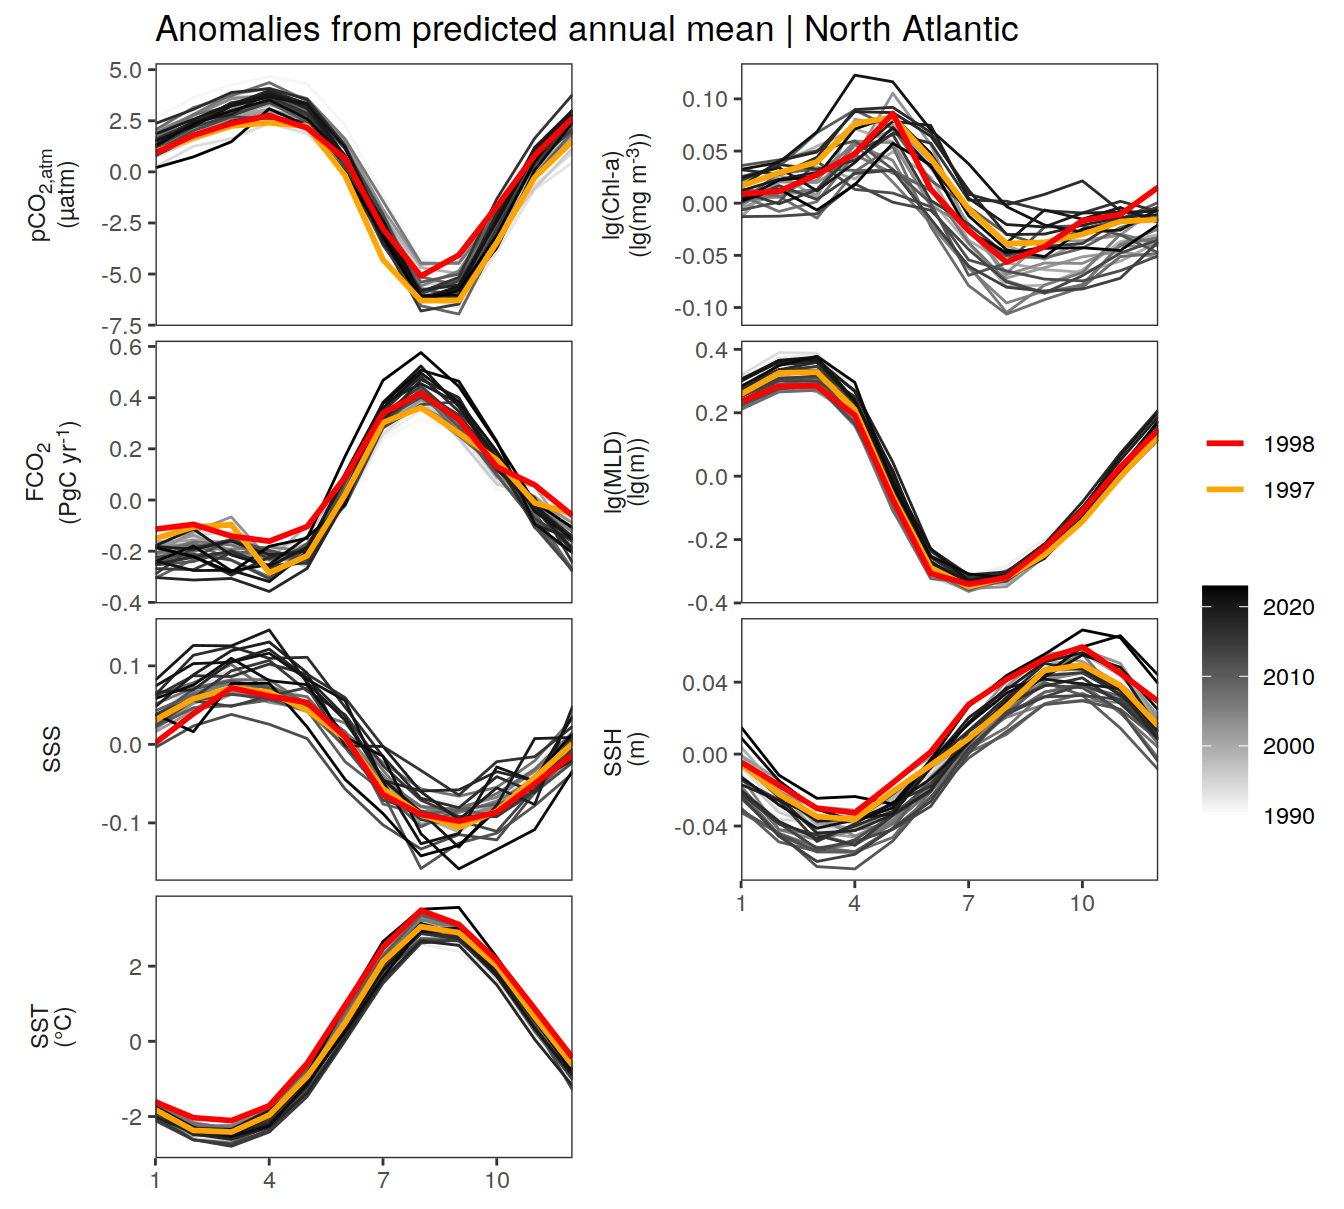 Anomalies from predicted annual mean | North Atlantic
pCO2,atm
(µatm)
5.0
2.5
0.0
-2.5
-5.0
-7.5
lg(Chl-a)
(lg(mg m-3))
0.10
0.05
0.00
-0.05
-0.10
FCO2
(PgC yr-1)
0.6
0.4
0.2
0.0
-0.2
-0.4
lg(MLD)
(lg(m))
0.4
0.2
0.0
-0.2
-0.4
SSS
0.1
0.0
-0.1
SSH
(m)
0.04
0.00
-0.04
1 4 7 10
SST
(°C)
2
0
-2
1 4 7 10
1998
1997
2020
2010
2000
1990